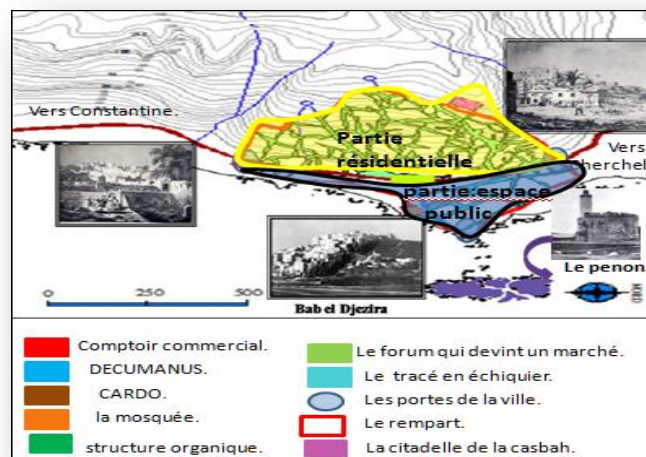 Vers Constantine.
Partie
résidentielle
Vers
herchel
partie espace
public
Le penon
0 250 500
Bab el Djezira
NORD
Comptoir commercial.
DECUMANUS.
CARDO.
la mosquée.
structure organique.
Le forum qui devint un marché.
Le tracé en échiquier.
Les portes de la ville.
Le rempart.
La citadelle de la casbah.